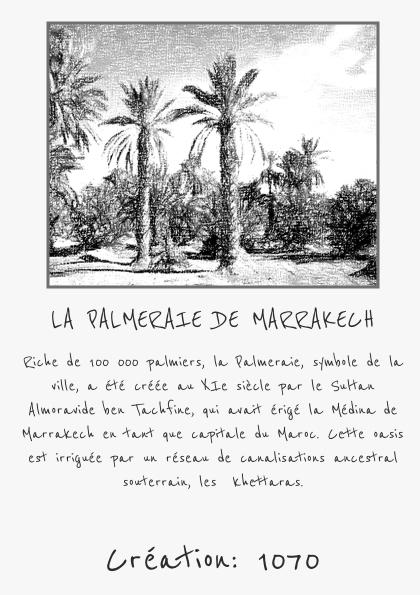 LA PALMERAIE DE MARRAKECH
Riche de 100 000 palmiers, la Palmeraie, symbole de la
ville, a été créée au XIe siècle par le Sultan
Almoravide ben Tachfine, qui avait érigé la Médina de
Marrakech en tant que capitale du Maroc. Cette oasis
est irriguée par un réseau de canalisations ancestral
souterrain, les khettaras.
Création: 1070